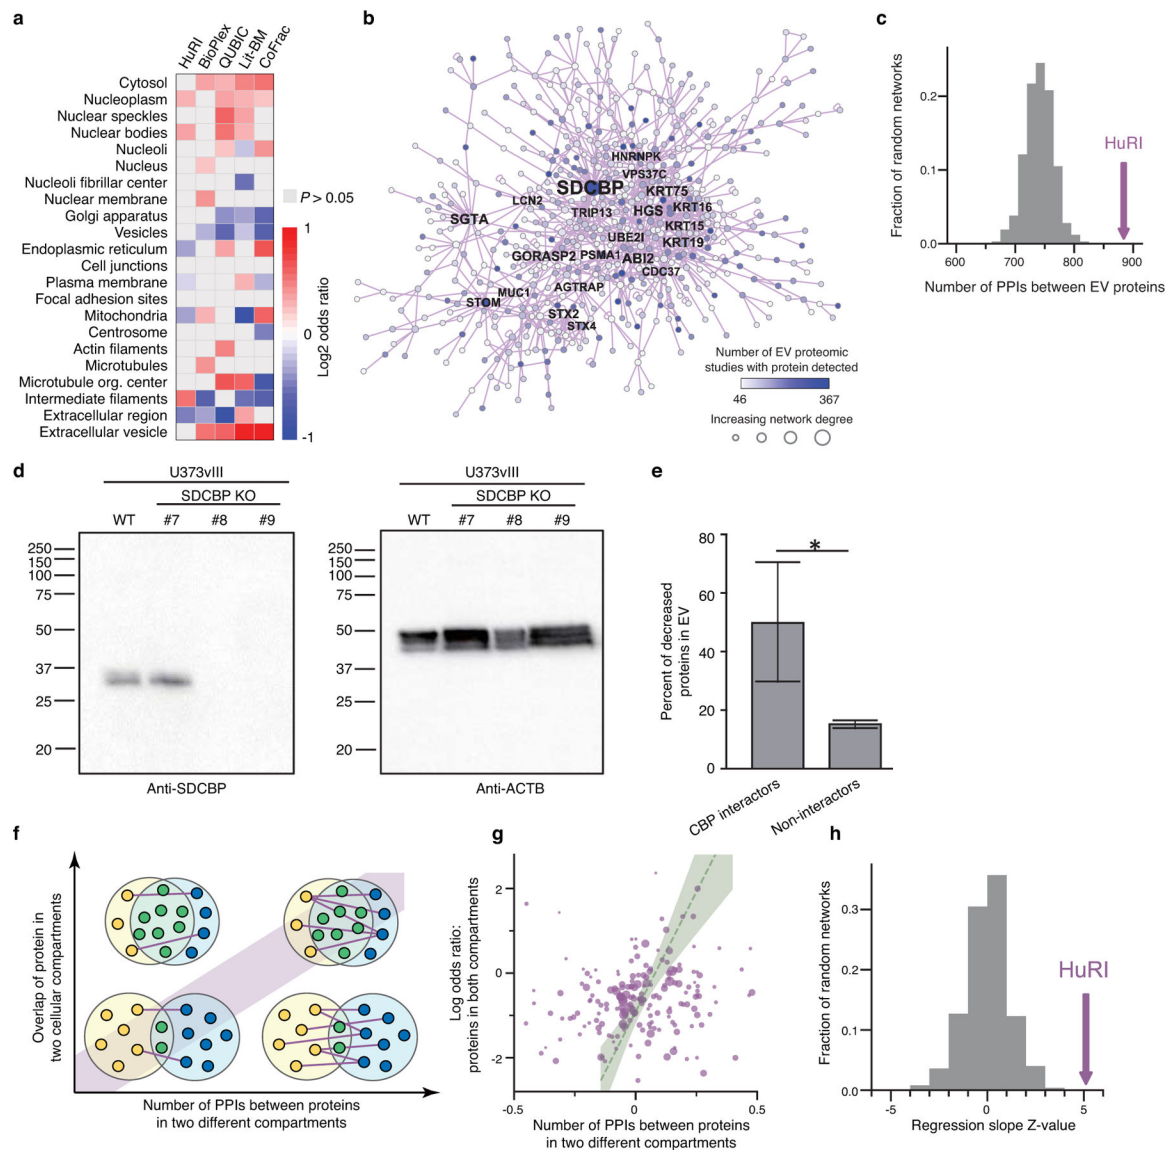 a
HuRI
BioPlex
QUBIC
Lit-BM
CoFrac
Cytosol
Nucleoplasm
Nuclear speckles
Nuclear bodies
Nucleoli
Nucleus
Nucleoli fibrillar center
Nuclear membrane
Golgi apparatus
Vesicles
Endoplasmic reticulum
Cell junctions
Plasma membrane
Focal adhesion sites
Mitochondria
Centrosome
Actin filaments
Microtubules
Microtubule org. center
Intermediate filaments
Extracellular region
Extracellular vesicle
P > 0.05
1
0
-1
Log2 odds ratio
b
HNRNPK
VPS37C
SDCBP
KRT75
LCN2
TRIP13
HGS
KRT16
SGTA
KRT15
UBE2I
KRT19
GORASP2
PSMA1
ABI2
CDC37
MUC1
AGTRAP
STOM
STX2
STX4
Number of EV proteomic
studies with protein detected
46
367
Increasing network degree
c
Fraction of random networks
0.2
0.1
0.0
HuRI
600
700
800
900
Number of PPIs between EV proteins
d
U373vIII
SDCBP KO
WT
#7
#8
#9
250
150
100
75
50
37
25
20
Anti-SDCBP
U373vIII
SDCBP KO
WT
#7
#8
#9
250
150
100
75
50
37
25
20
Anti-ACTB
e
Percent of decreased
proteins in EV
80
60
40
20
0
*
CBP interactors
Non-interactors
f
Overlap of protein in
two cellular compartments
Number of PPIs between proteins
in two different compartments
g
Log odds ratio:
proteins in both compartments
2
0
-2
-0.5
0
0.5
Number of PPIs between proteins
in two different compartments
h
Fraction of random networks
0.3
0.2
0.1
0.0
HuRI
-5
0
5
Regression slope Z-value